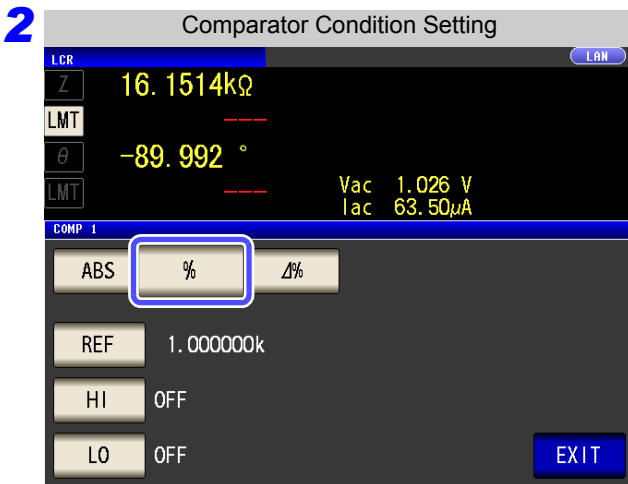 2
Comparator Condition Setting
LCR
LAN
Z 16.1514kΩ
LMT ---
θ -89.992 °
LMT ---
Vac 1.026 V
Iac 63.50μA
COMP 1
ABS % Δ%
REF 1.000000k
HI OFF
LO OFF
EXIT